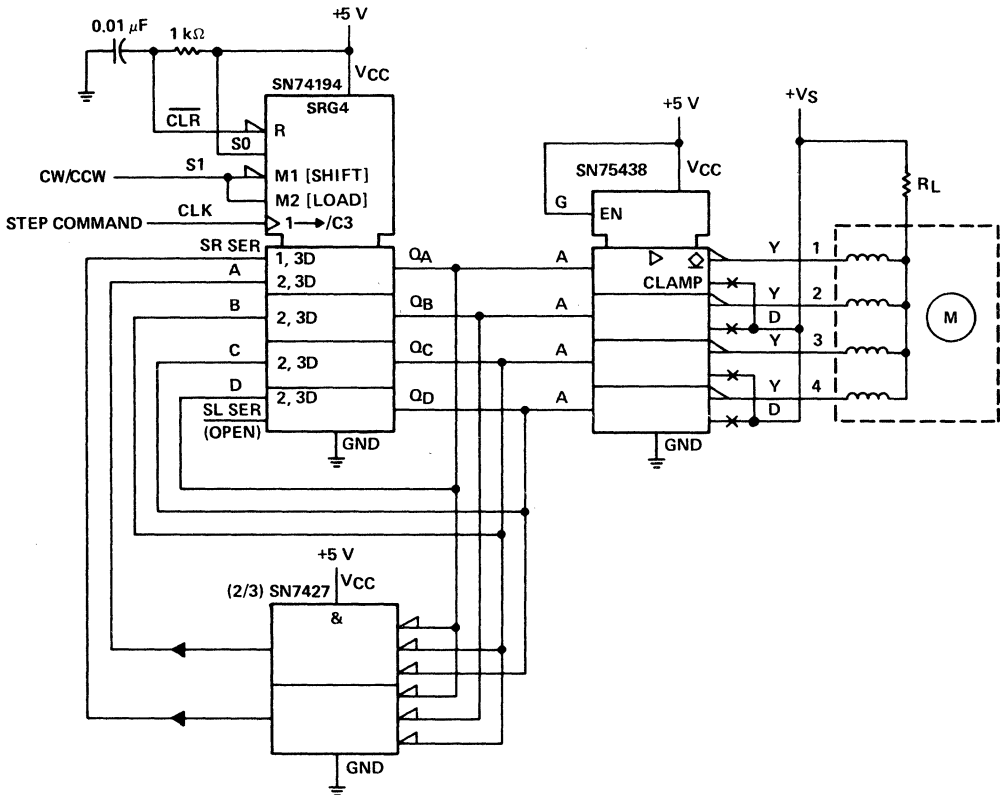 +5 V
0.01 μF
1 kΩ
VCC
SN74194
SRG4
CLR
R
S0
S1
CW/CCW
M1 [SHIFT]
M2 [LOAD]
STEP COMMAND
CLK
1→/C3
SR SER
1, 3D
A
2, 3D
B
2, 3D
C
2, 3D
D
2, 3D
SL SER
(OPEN)
GND
QA
QB
QC
QD
+5 V
SN75438
VCC
G
EN
A
A
A
A
CLAMP
GND
+VS
RL
Y
1
Y
2
D
Y
3
Y
4
D
M
+5 V
(2/3) SN7427
VCC
&
GND